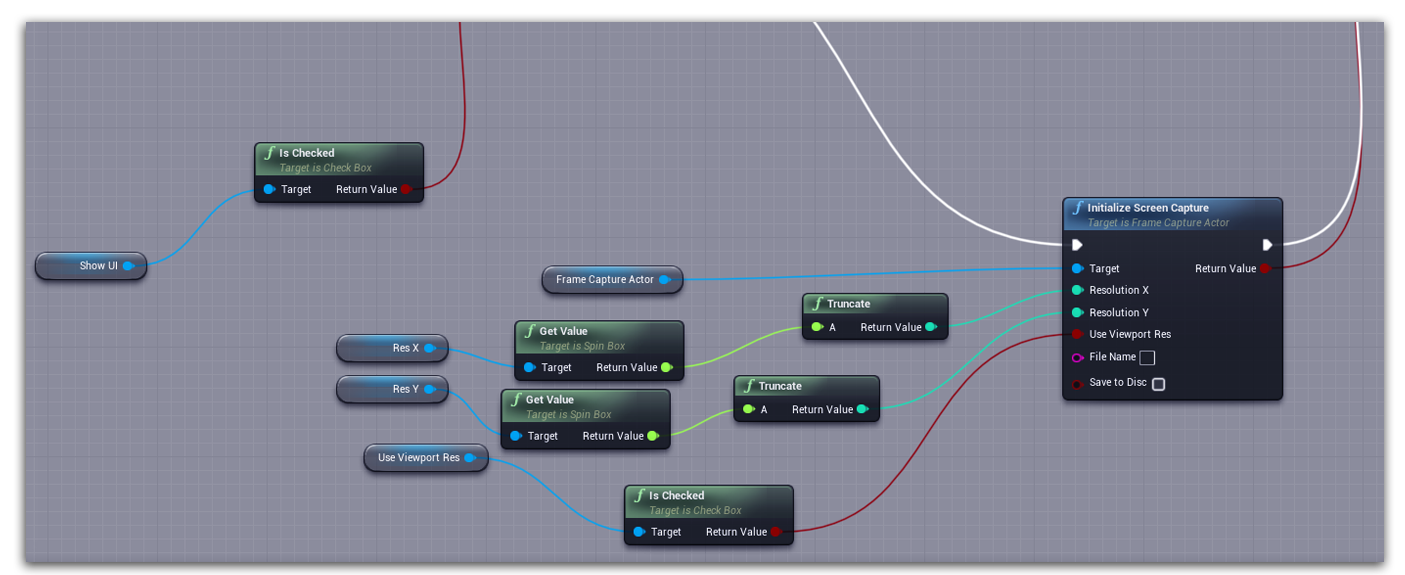 f Is Checked
Target is Check Box
Target Return Value
Show UI
Frame Capture Actor
f Initialize Screen Capture
Target is Frame Capture Actor
Target Return Value
Resolution X
Resolution Y
Use Viewport Res
File Name
Save to Disc
f Truncate
A Return Value
Res X
f Get Value
Target is Spin Box
Target Return Value
Res Y
f Get Value
Target is Spin Box
Target Return Value
f Truncate
A Return Value
Use Viewport Res
f Is Checked
Target is Check Box
Target Return Value